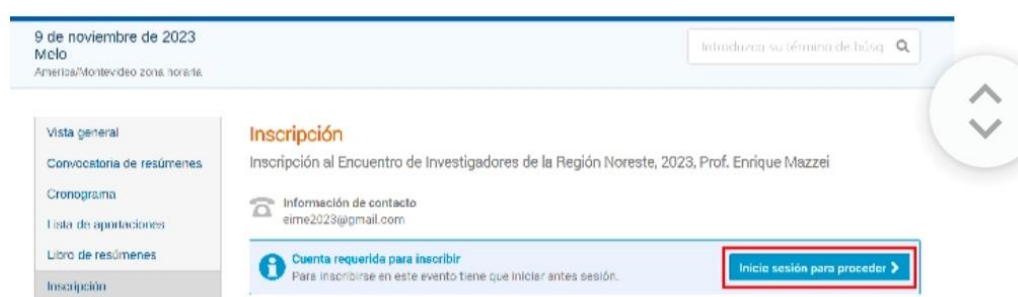 9 de noviembre de 2023
Melo
America/Montevideo zona horaria
Introduzca su término de búsq
Vista general
Convocatoria de resúmenes
Cronograma
Lista de aportaciones
Libro de resúmenes
Inscripción
Inscripción
Inscripción al Encuentro de Investigadores de la Región Noreste, 2023, Prof. Enrique Mazzei
Información de contacto
eime2023@gmail.com
Cuenta requerida para inscribir
Para inscribirse en este evento tiene que iniciar antes sesión.
Inicie sesión para proceder